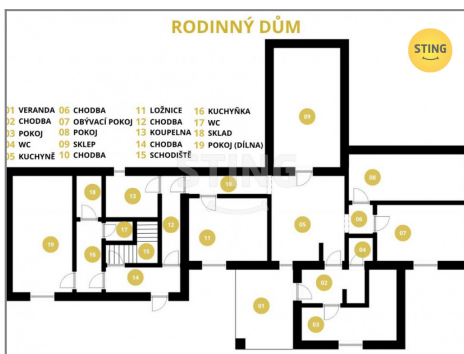 RODINNÝ DŮM
STING
01 VERANDA 06 CHODBA 11 LOŽNICE 16 KUCHYŇKA
02 CHODBA 07 OBÝVACÍ POKOJ 12 CHODBA 17 WC
03 POKOJ 08 POKOJ 13 KOUPELNA 18 SKLAD
04 WC 09 SKLEP 14 CHODBA 19 POKOJ (DÍLNA)
05 KUCHYNĚ 10 CHODBA 15 SCHODIŠTĚ
09
18 13 10 08
STING
17 06
19 16 15 12 11 05 07
04
14 02
01
03